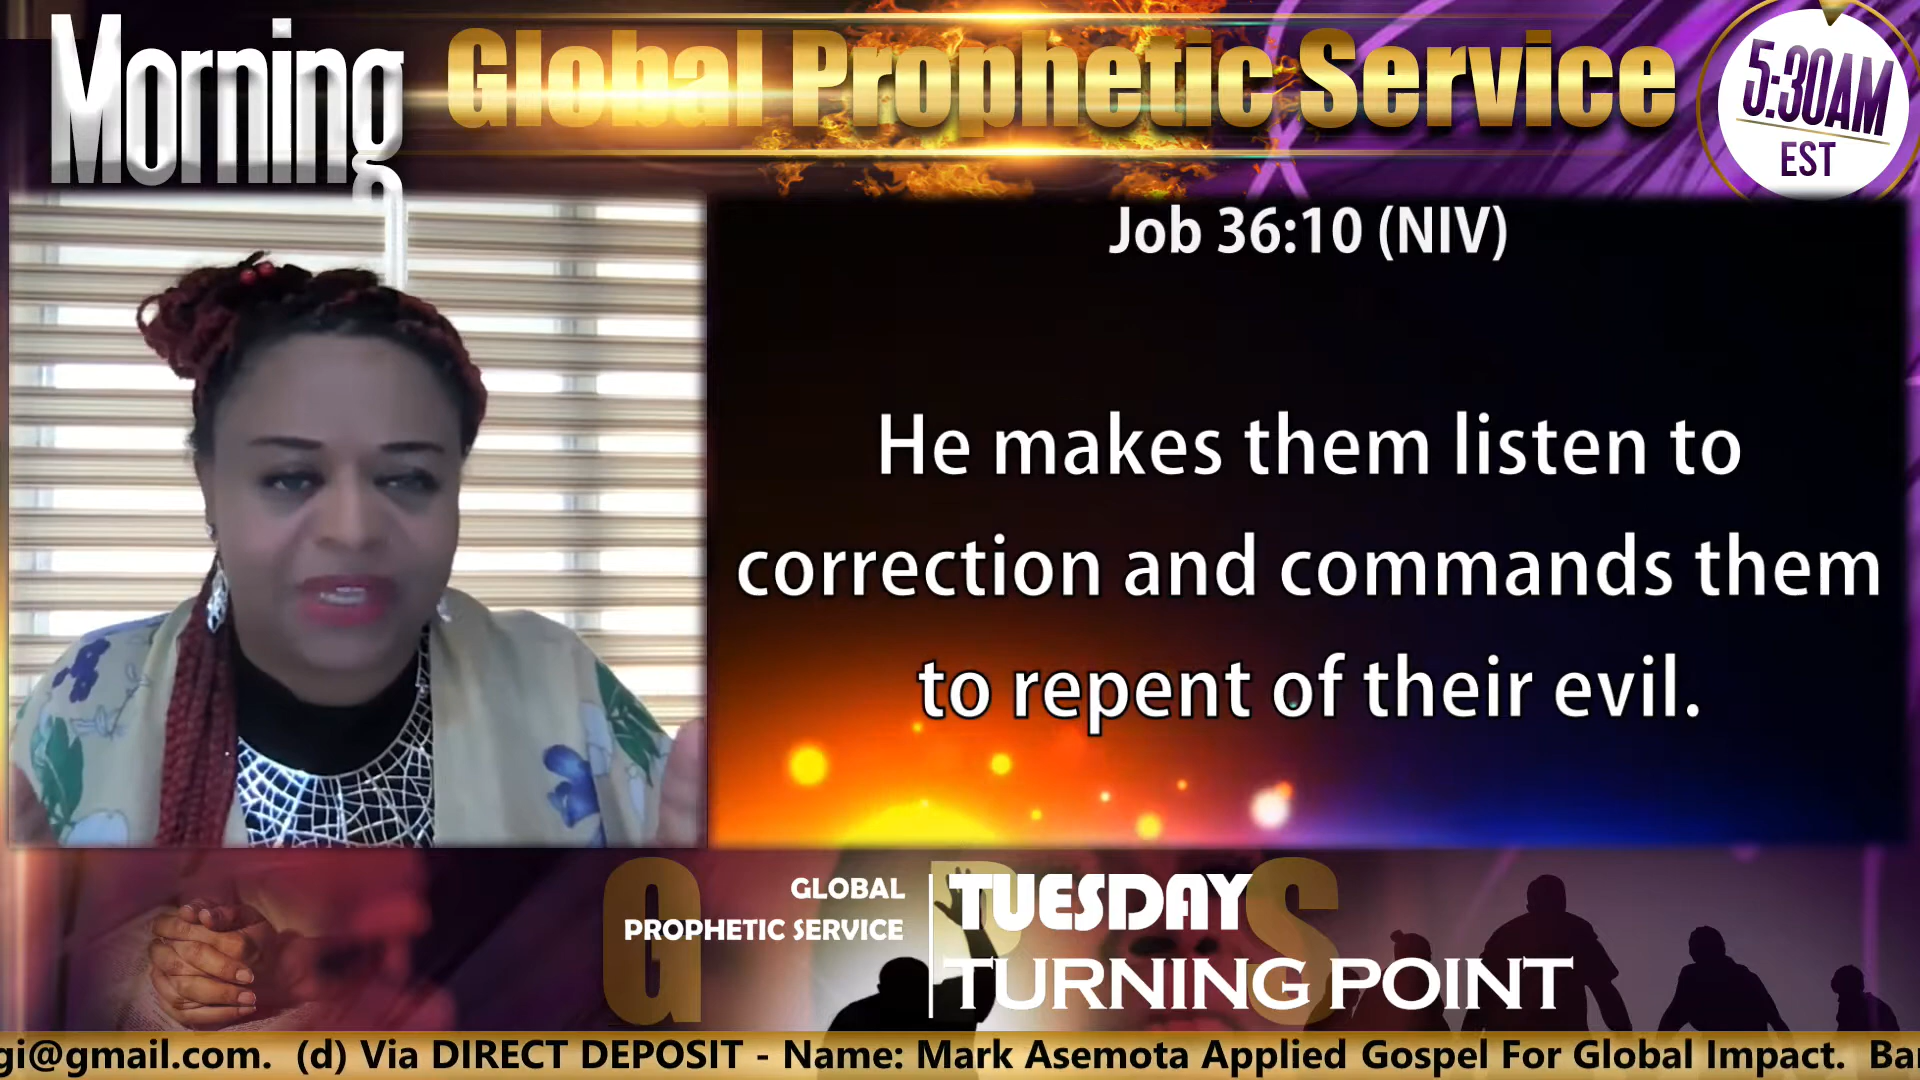 Morning
Global Prophetic Service
5:30AM
EST
Job 36:10 (NIV)
He makes them listen to
correction and commands them
to repent of their evil.
G P S
GLOBAL
PROPHETIC SERVICE
TUESDAY
TURNING POINT
gi@gmail.com. (d) Via DIRECT DEPOSIT - Name: Mark Asemota Applied Gospel For Global Impact.